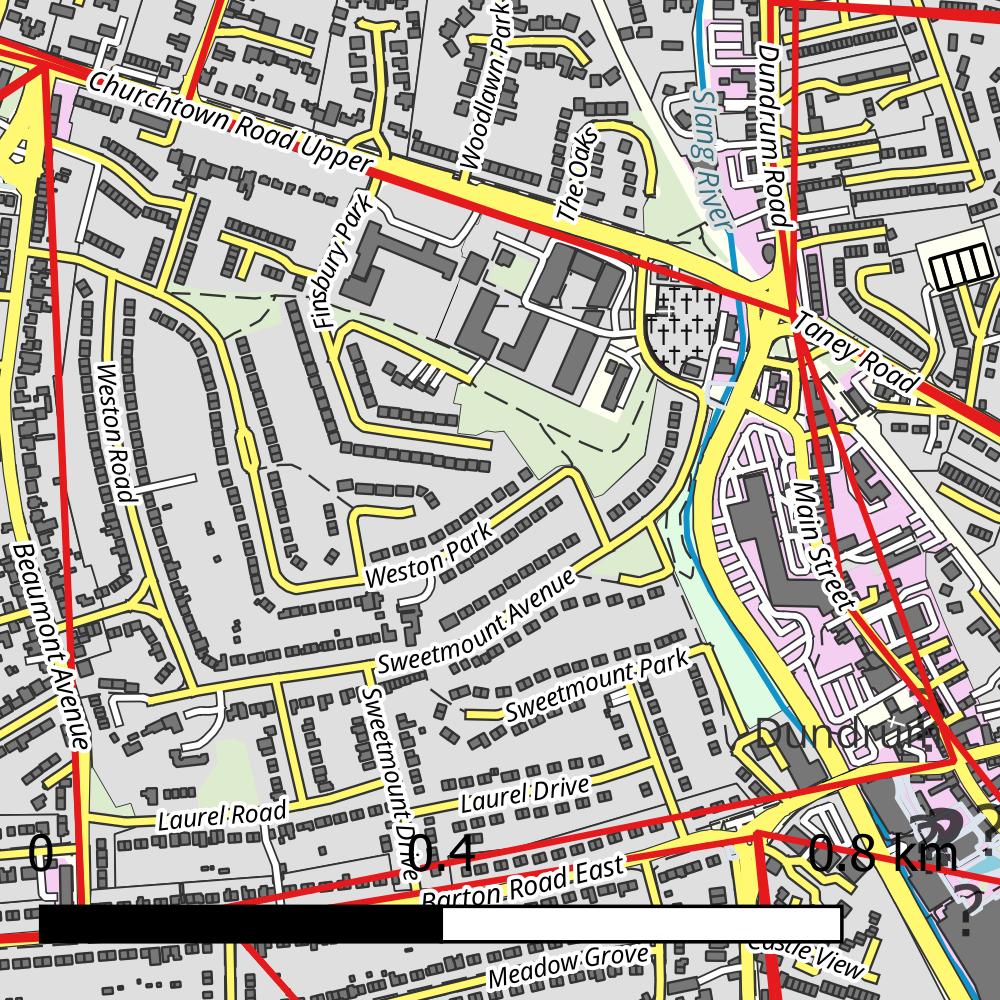 Woodlawn Park
Churchtown Road Upper
Slang River
Dundrum Road
The Oaks
Finsbury Park
Taney Road
Weston Road
Main Street
Weston Park
Beaumont Avenue
Sweetmount Avenue
Sweetmount Park
Sweetmount Drive
Dundrum
Laurel Drive
Laurel Road
0
0.4
0.8 km
Barton Road East
Castle View
Meadow Grove
?
?
?